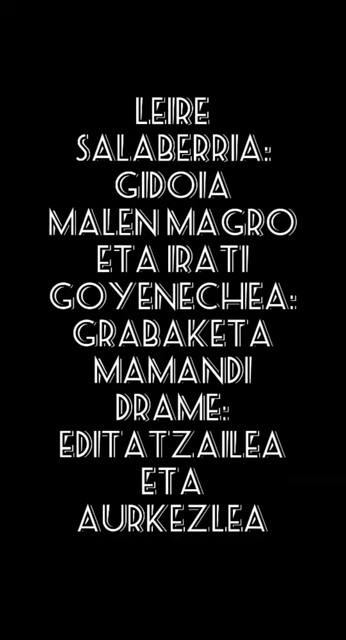 LEIRE
SALABERRIA:
GIDOIA
MALEN MAGRO
ETA IRATI
GOYENECHEA:
GRABAKETA
MAMANDI
DRAME:
EDITATZAILEA
ETA
AURKEZLEA